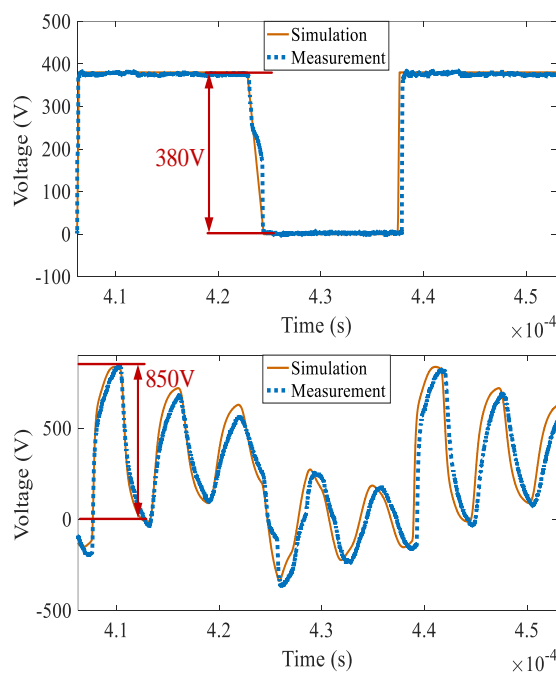 500
400
300
200
100
0
-100
Voltage (V)
Simulation
Measurement
380V
4.1 4.2 4.3 4.4 4.5
Time (s)
×10⁻⁴
500
0
-500
Voltage (V)
Simulation
Measurement
850V
4.1 4.2 4.3 4.4 4.5
Time (s)
×10⁻⁴